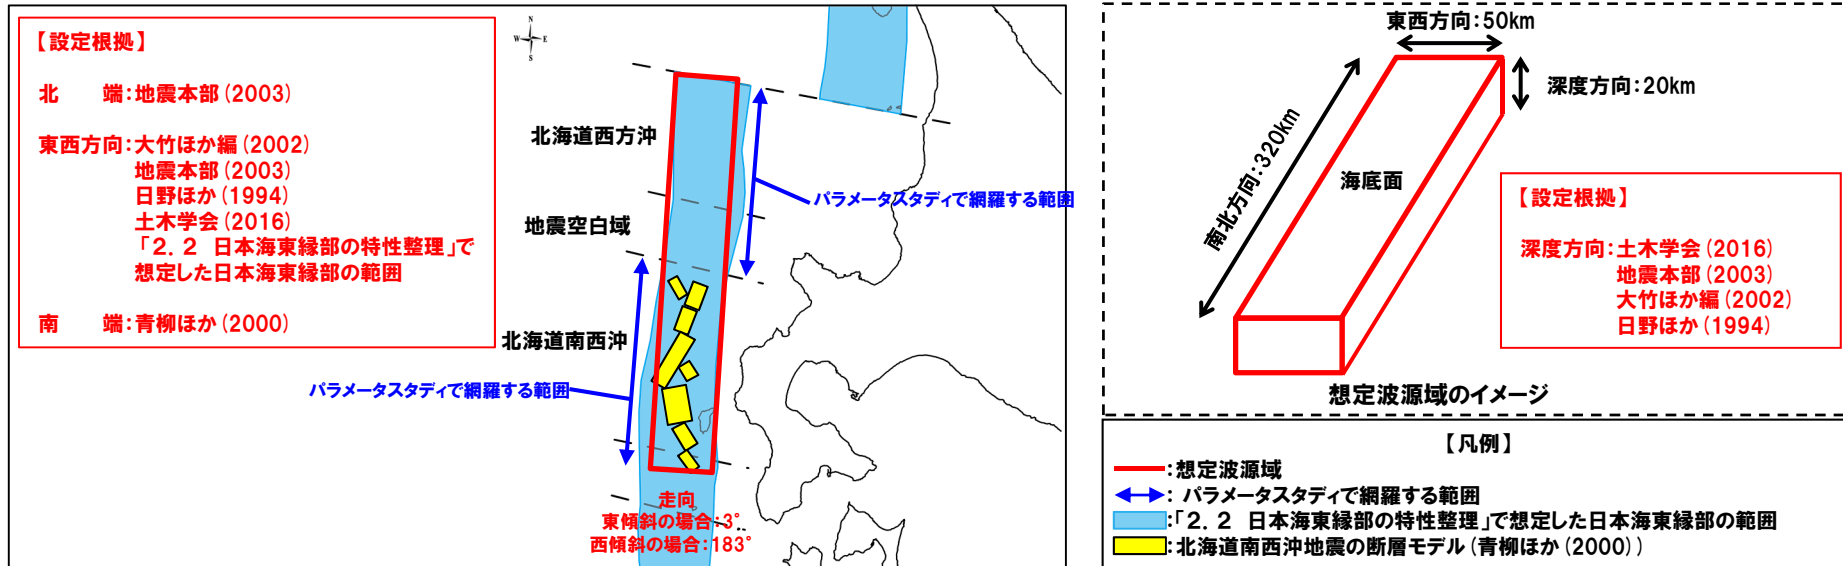 【設定根拠】
北　　端：地震本部（2003）
東西方向：大竹ほか編（2002）
地震本部（2003）
日野ほか（1994）
土木学会（2016）
「２．２　日本海東縁部の特性整理」で
想定した日本海東縁部の範囲
南　　端：青柳ほか（2000）
N
W
E
S
北海道西方沖
地震空白域
北海道南西沖
パラメータスタディで網羅する範囲
パラメータスタディで網羅する範囲
走向
東傾斜の場合：3°
西傾斜の場合：183°
東西方向：50km
深度方向：20km
南北方向：320km
海底面
【設定根拠】
深度方向：土木学会（2016）
地震本部（2003）
大竹ほか編（2002）
日野ほか（1994）
想定波源域のイメージ
【凡例】
：想定波源域
：パラメータスタディで網羅する範囲
：「２．２　日本海東縁部の特性整理」で想定した日本海東縁部の範囲
：北海道南西沖地震の断層モデル（青柳ほか（2000））